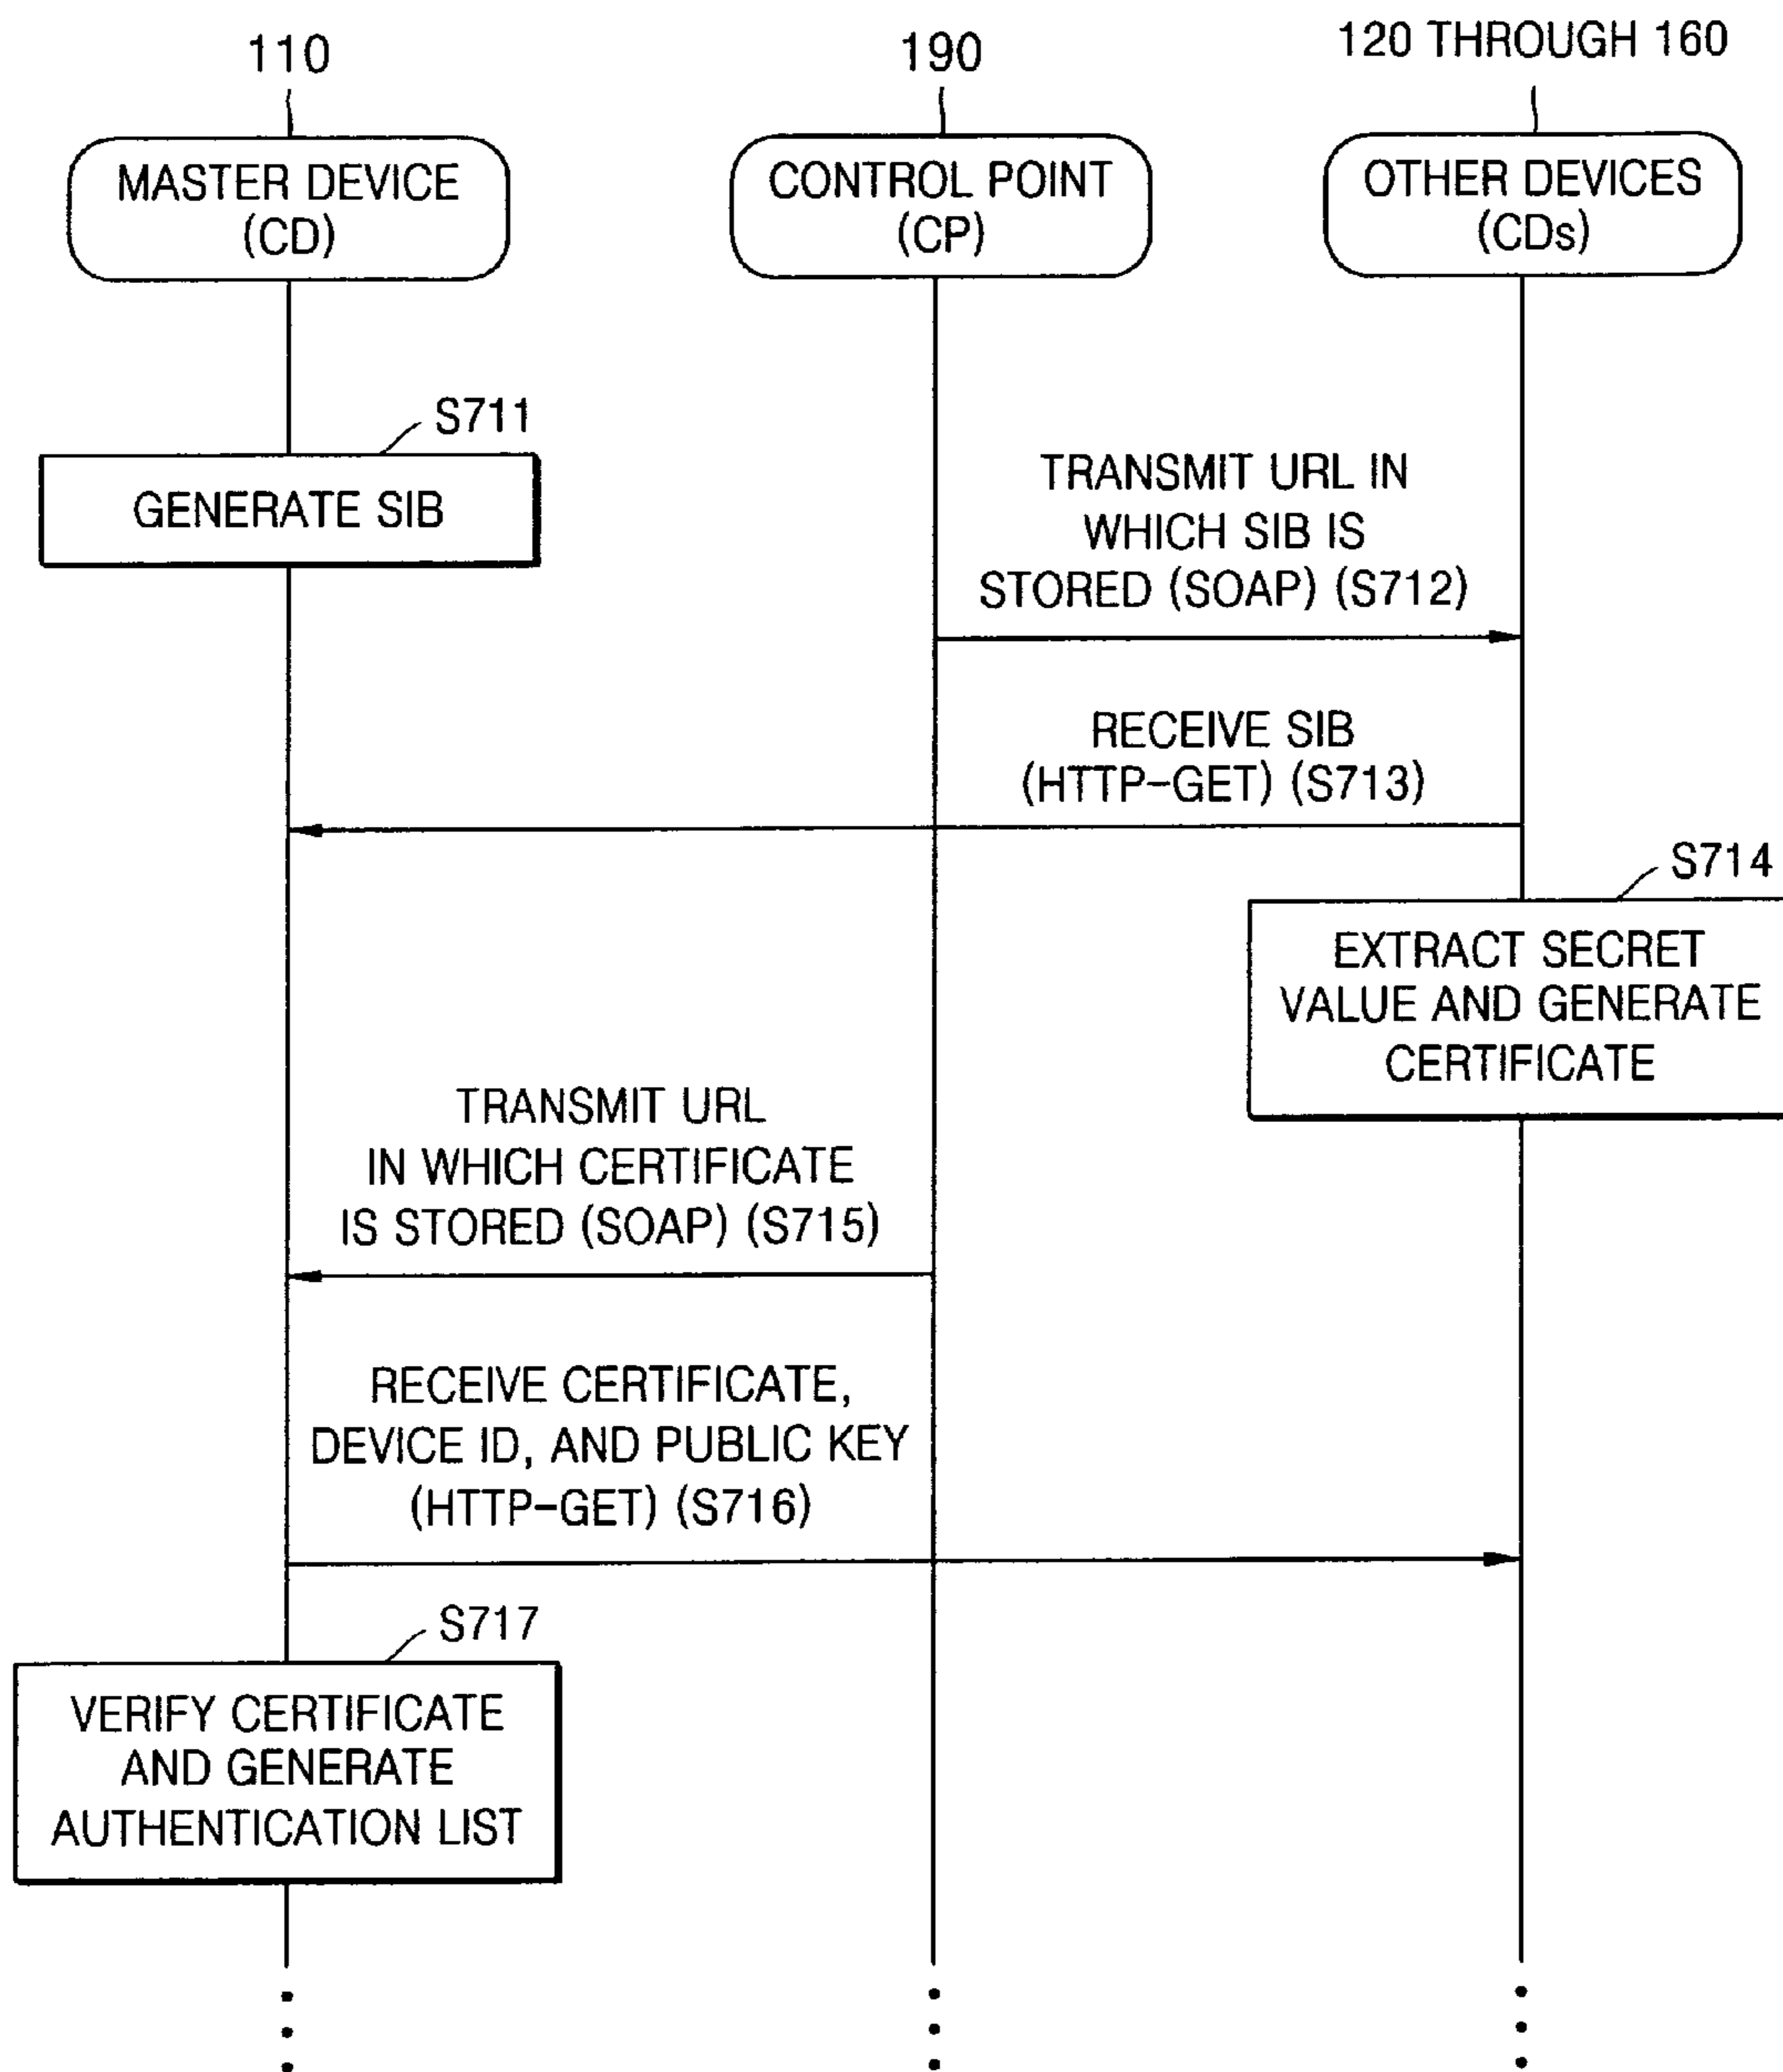 110
190
120 THROUGH 160
MASTER DEVICE
(CD)
CONTROL POINT
(CP)
OTHER DEVICES
(CDs)
S711
GENERATE SIB
TRANSMIT URL IN
WHICH SIB IS
STORED (SOAP) (S712)
RECEIVE SIB
(HTTP-GET) (S713)
S714
EXTRACT SECRET
VALUE AND GENERATE
CERTIFICATE
TRANSMIT URL
IN WHICH CERTIFICATE
IS STORED (SOAP) (S715)
RECEIVE CERTIFICATE,
DEVICE ID, AND PUBLIC KEY
(HTTP-GET) (S716)
S717
VERIFY CERTIFICATE
AND GENERATE
AUTHENTICATION LIST